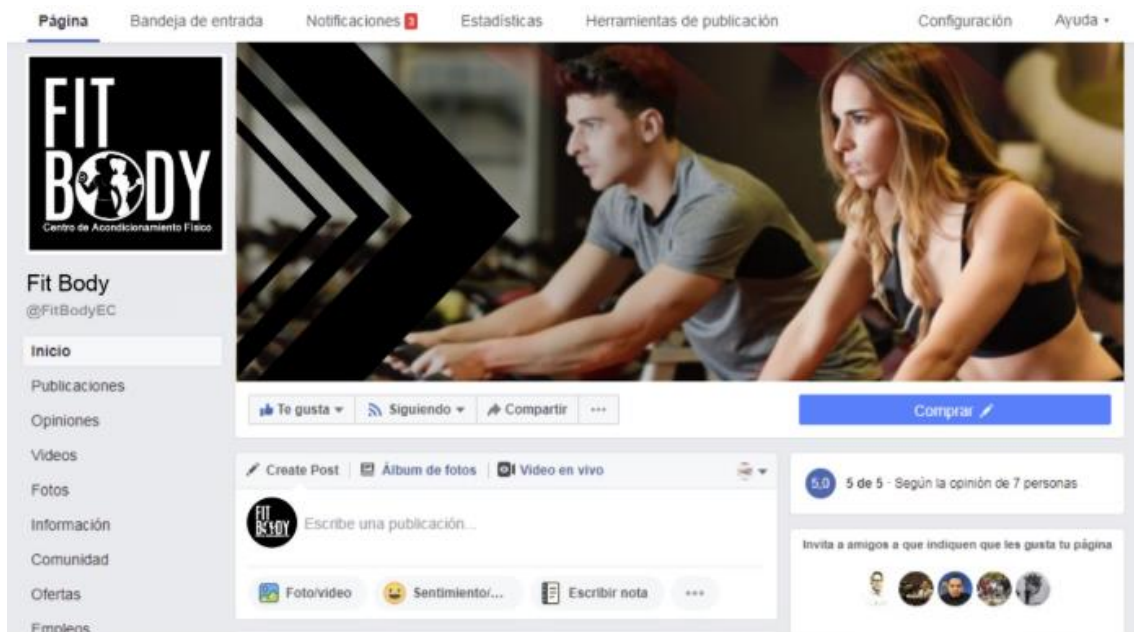 Página Bandeja de entrada Notificaciones 3 Estadísticas Herramientas de publicación Configuración Ayuda
FIT
BODY
Centro de Acondicionamiento Físico
Fit Body
@FitBodyEC
Inicio
Publicaciones
Opiniones
Videos
Fotos
Información
Comunidad
Ofertas
Empleos
Te gusta Siguiendo Compartir ...
Comprar
Create Post Álbum de fotos Video en vivo
FIT
BODY
Escribe una publicación...
Foto/video Sentimiento/... Escribir nota ...
5,0 5 de 5 · Según la opinión de 7 personas
Invita a amigos a que indiquen que les gusta tu página